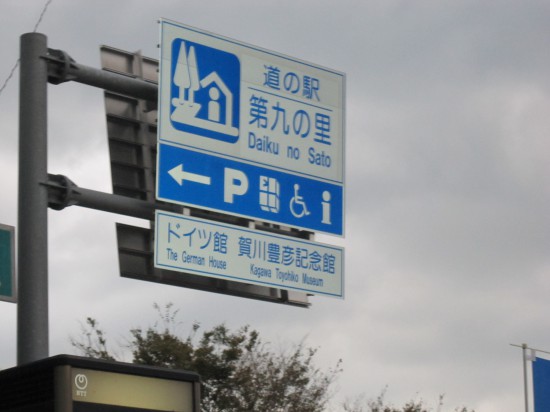 道の駅
第九の里
Daiku no Sato
P i
ドイツ館 賀川豊彦記念館
The German House Kagawa Toyohiko Museum
NTT